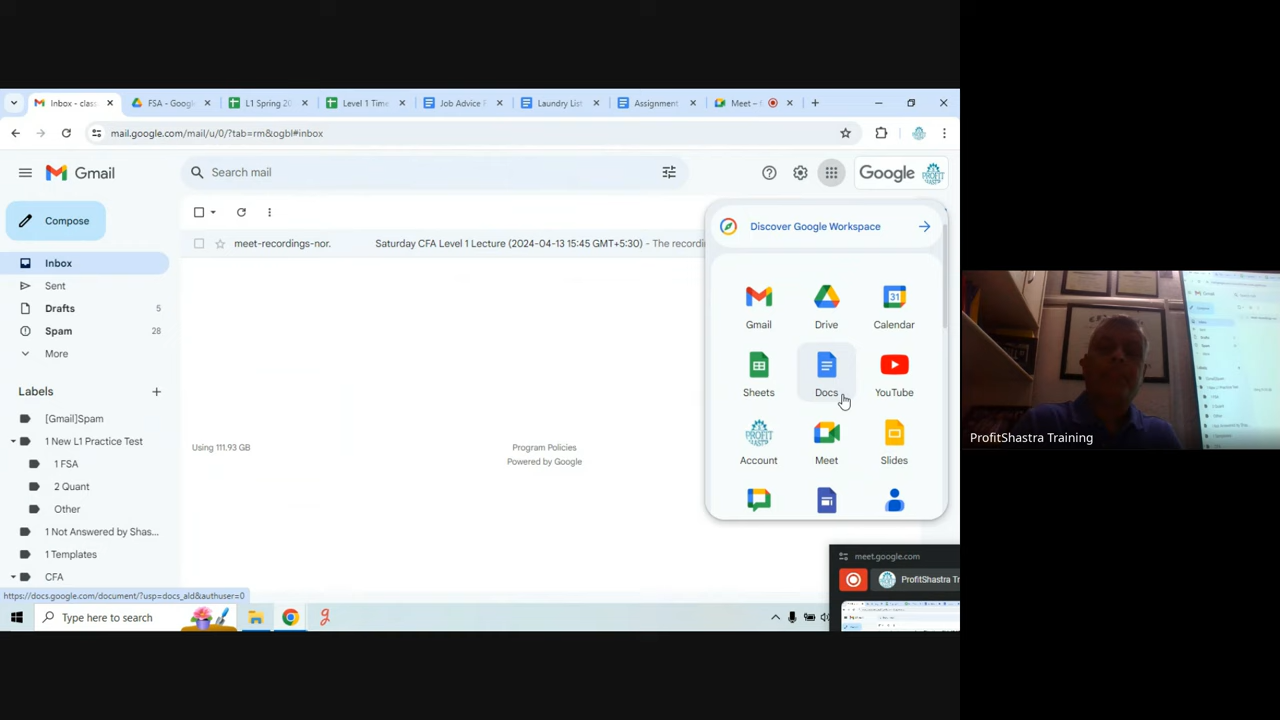 Inbox - clas
FSA - Googl
L1 Spring 20
Level 1 Time
Job Advice F
Laundry List
Assignment
Meet –
mail.google.com/mail/u/0/?tab=rm&ogbl#inbox
Gmail
Search mail
Google
Compose
Discover Google Workspace
meet-recordings-nor.
Saturday CFA Level 1 Lecture (2024-04-13 15:45 GMT+5:30) - The recordi
Inbox
Sent
Drafts
5
Spam
28
More
Labels
[Gmail]Spam
1 New L1 Practice Test
1 FSA
2 Quant
Other
1 Not Answered by Shas...
1 Templates
CFA
Using 111.93 GB
Program Policies
Powered by Google
Gmail
Drive
31
Calendar
Sheets
Docs
YouTube
PROFIT
Account
Meet
Slides
meet.google.com
ProfitShastra Tr
https://docs.google.com/document/?usp=docs_ald&authuser=0
Type here to search
ProfitShastra Training